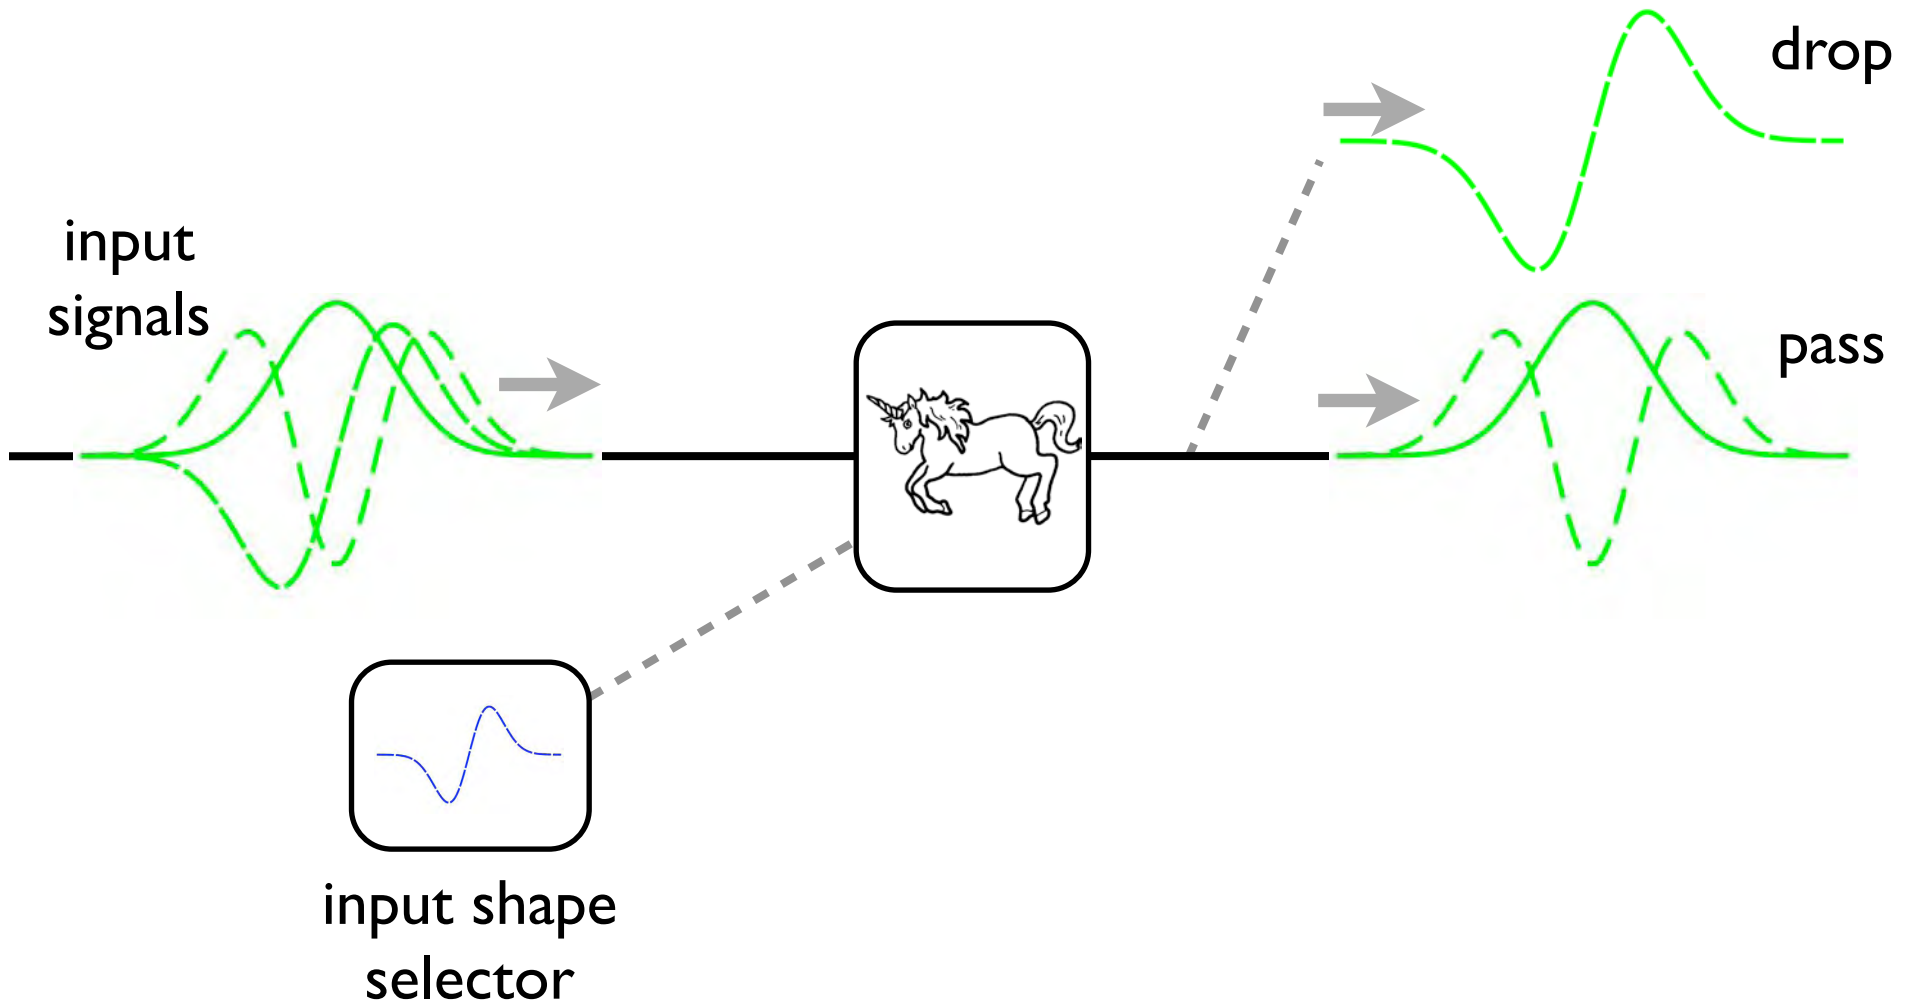 drop
input
signals
pass
input shape
selector